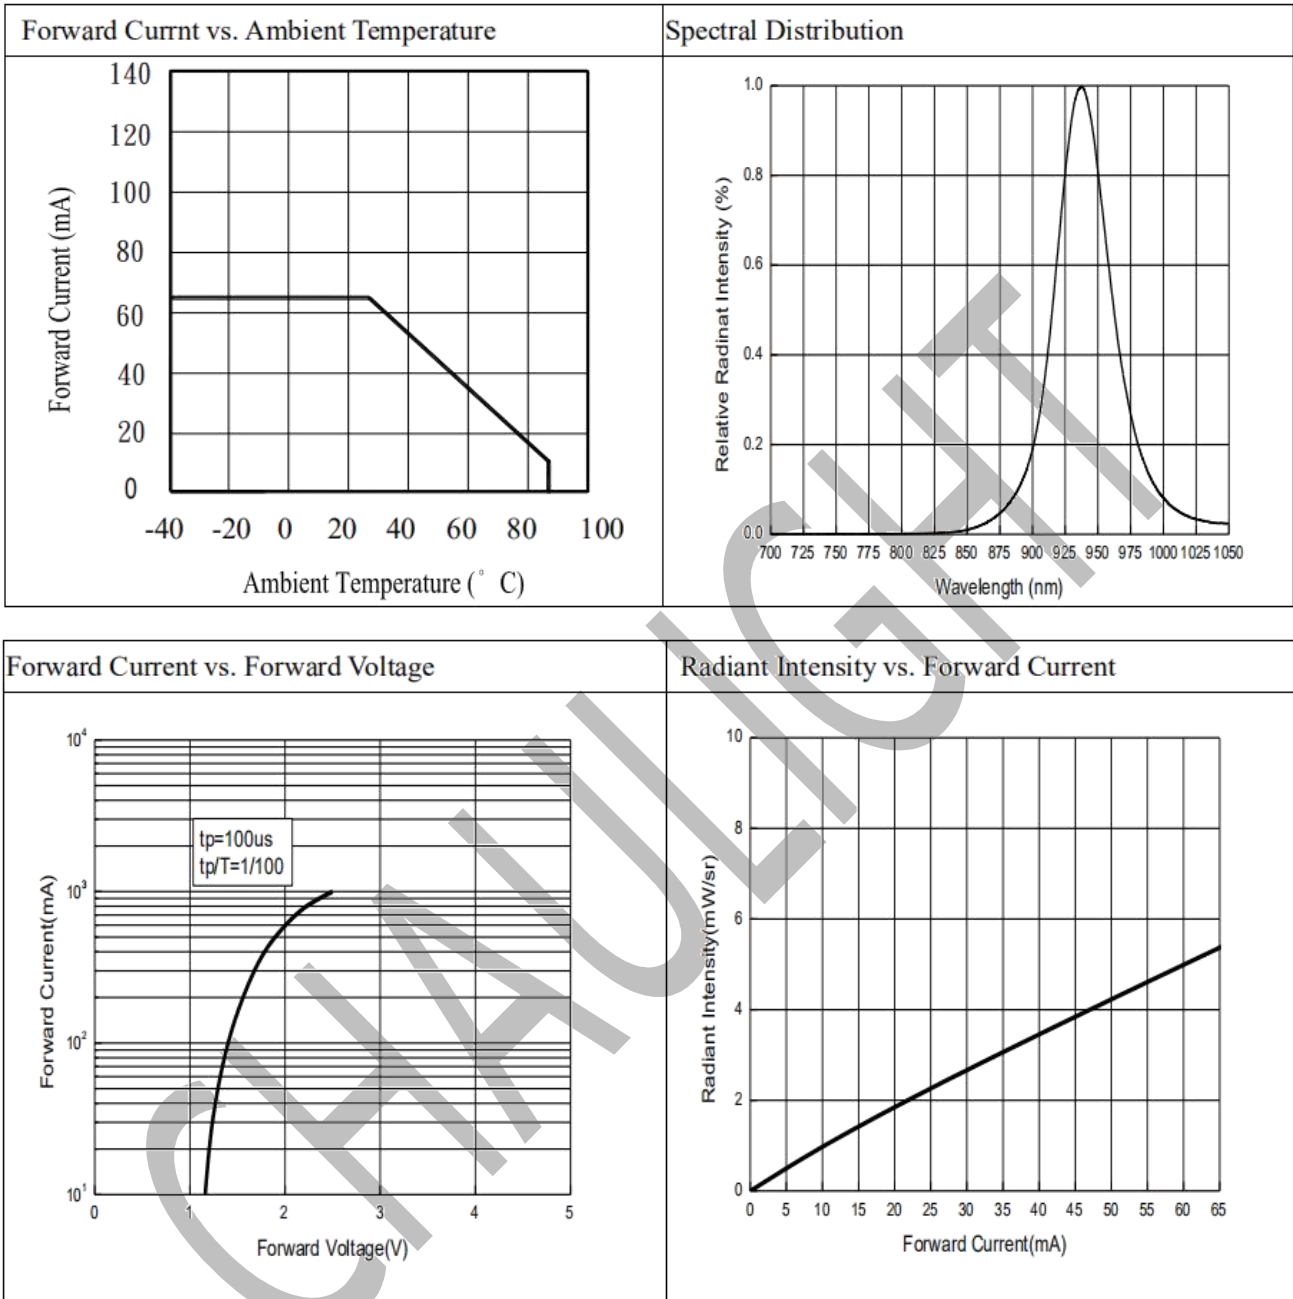 Forward Currnt vs. Ambient Temperature
Spectral Distribution
140
120
100
80
60
40
20
0
-40 -20 0 20 40 60 80 100
Forward Current (mA)
Ambient Temperature (° C)
1.0
0.8
0.6
0.4
0.2
0.0
700 725 750 775 800 825 850 875 900 925 950 975 1000 1025 1050
Relative Radinat Intensity (%)
Wavelength (nm)
Forward Current vs. Forward Voltage
Radiant Intensity vs. Forward Current
10⁴
10³
10²
10¹
tp=100us
tp/T=1/100
0 1 2 3 4 5
Forward Current(mA)
Forward Voltage(V)
10
8
6
4
2
0
0 5 10 15 20 25 30 35 40 45 50 55 60 65
Radiant Intensity(mW/sr)
Forward Current(mA)
CHAULIGHT